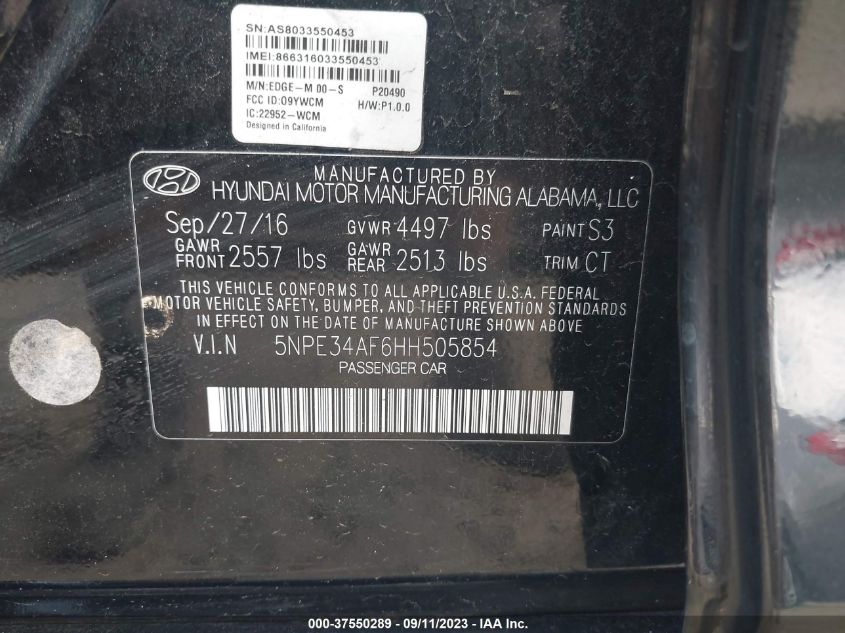 SN:AS8033550453
IMEI:866316033550453
M/N:EDGE-M 00-S P20490
FCC ID:O9YWCM H/W:P1.0.0
IC:22952-WCM
Designed in California
MANUFACTURED BY
HYUNDAI MOTOR MANUFACTURING ALABAMA, LLC
Sep/27/16 GVWR 4497 lbs PAINT S3
GAWR FRONT 2557 lbs GAWR REAR 2513 lbs TRIM CT
THIS VEHICLE CONFORMS TO ALL APPLICABLE U.S.A. FEDERAL
MOTOR VEHICLE SAFETY, BUMPER, AND THEFT PREVENTION STANDARDS
IN EFFECT ON THE DATE OF MANUFACTURE SHOWN ABOVE
V.I.N 5NPE34AF6HH505854
PASSENGER CAR
000-37550289 - 09/11/2023 - IAA Inc.